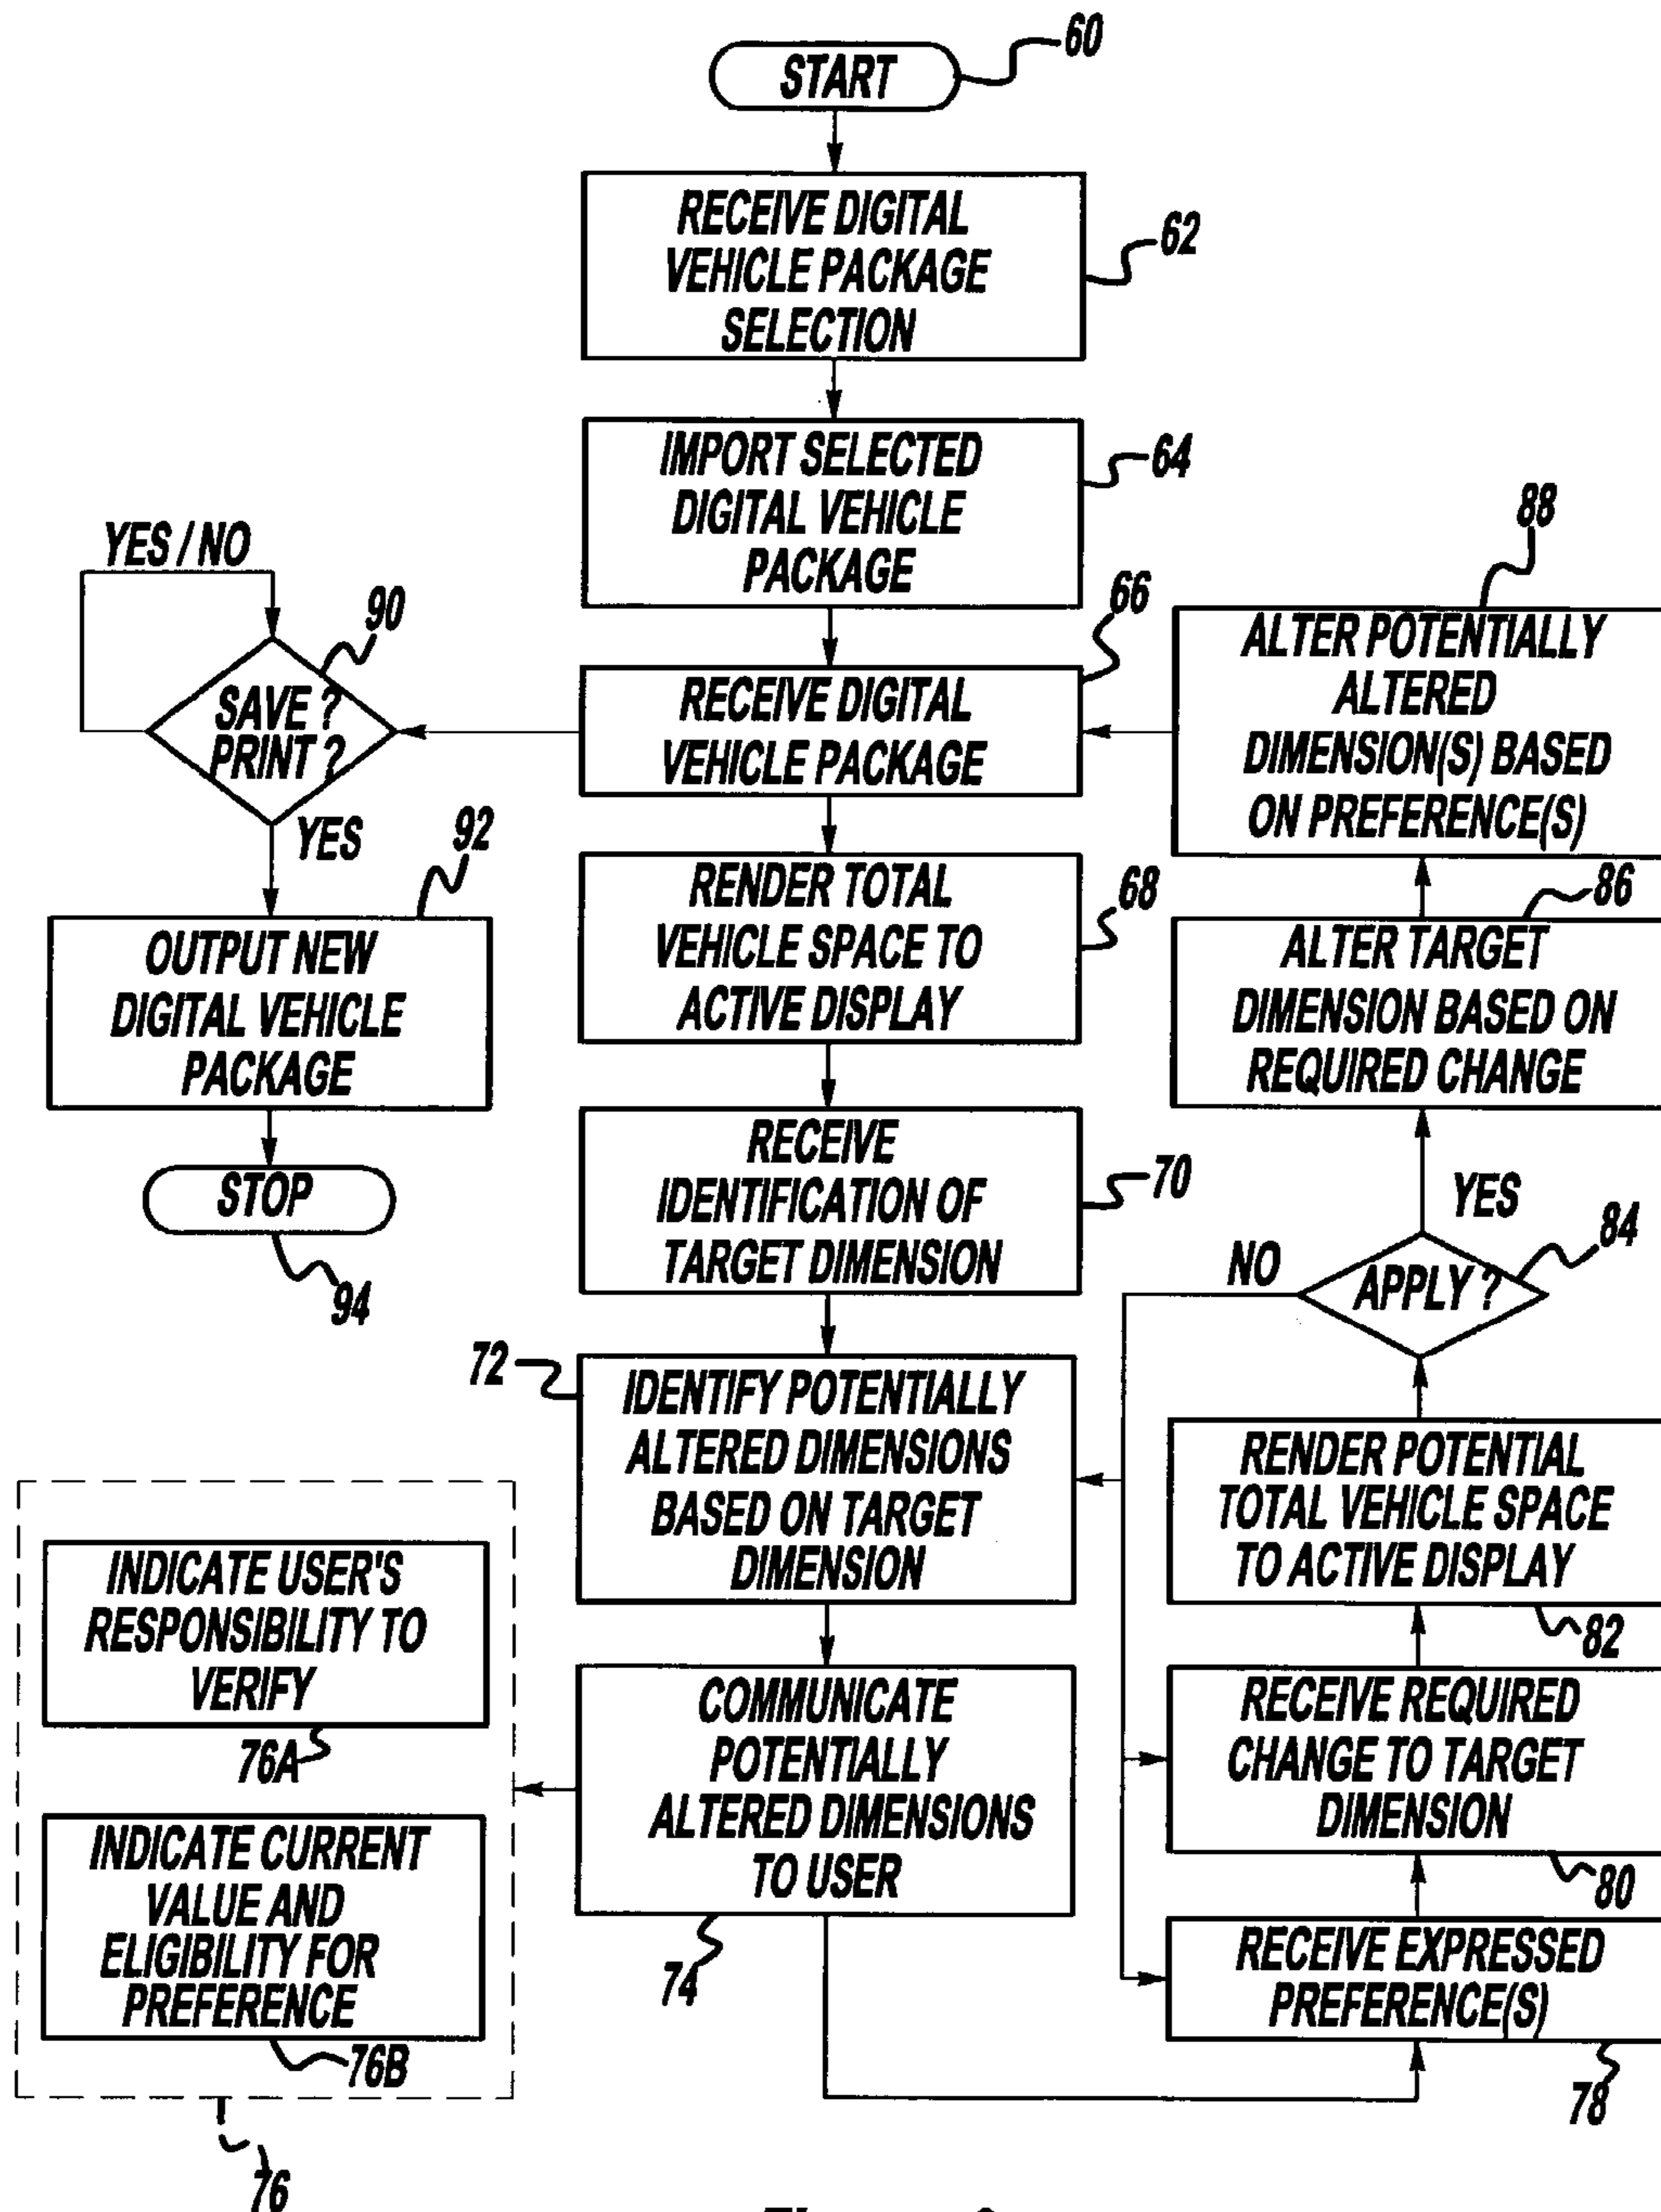 START
60
RECEIVE DIGITAL
VEHICLE PACKAGE
SELECTION
62
IMPORT SELECTED
DIGITAL VEHICLE
PACKAGE
64
RECEIVE DIGITAL
VEHICLE PACKAGE
66
YES / NO
SAVE ?
PRINT ?
90
YES
OUTPUT NEW
DIGITAL VEHICLE
PACKAGE
92
STOP
94
RENDER TOTAL
VEHICLE SPACE TO
ACTIVE DISPLAY
68
RECEIVE
IDENTIFICATION OF
TARGET DIMENSION
70
72
IDENTIFY POTENTIALLY
ALTERED DIMENSIONS
BASED ON TARGET
DIMENSION
COMMUNICATE
POTENTIALLY
ALTERED DIMENSIONS
TO USER
74
INDICATE USER'S
RESPONSIBILITY TO
VERIFY
76A
INDICATE CURRENT
VALUE AND
ELIGIBILITY FOR
PREFERENCE
76B
76
88
ALTER POTENTIALLY
ALTERED
DIMENSION(S) BASED
ON PREFERENCE(S)
86
ALTER TARGET
DIMENSION BASED ON
REQUIRED CHANGE
YES
84
NO
APPLY ?
RENDER POTENTIAL
TOTAL VEHICLE SPACE
TO ACTIVE DISPLAY
82
RECEIVE REQUIRED
CHANGE TO TARGET
DIMENSION
80
RECEIVE EXPRESSED
PREFERENCE(S)
78